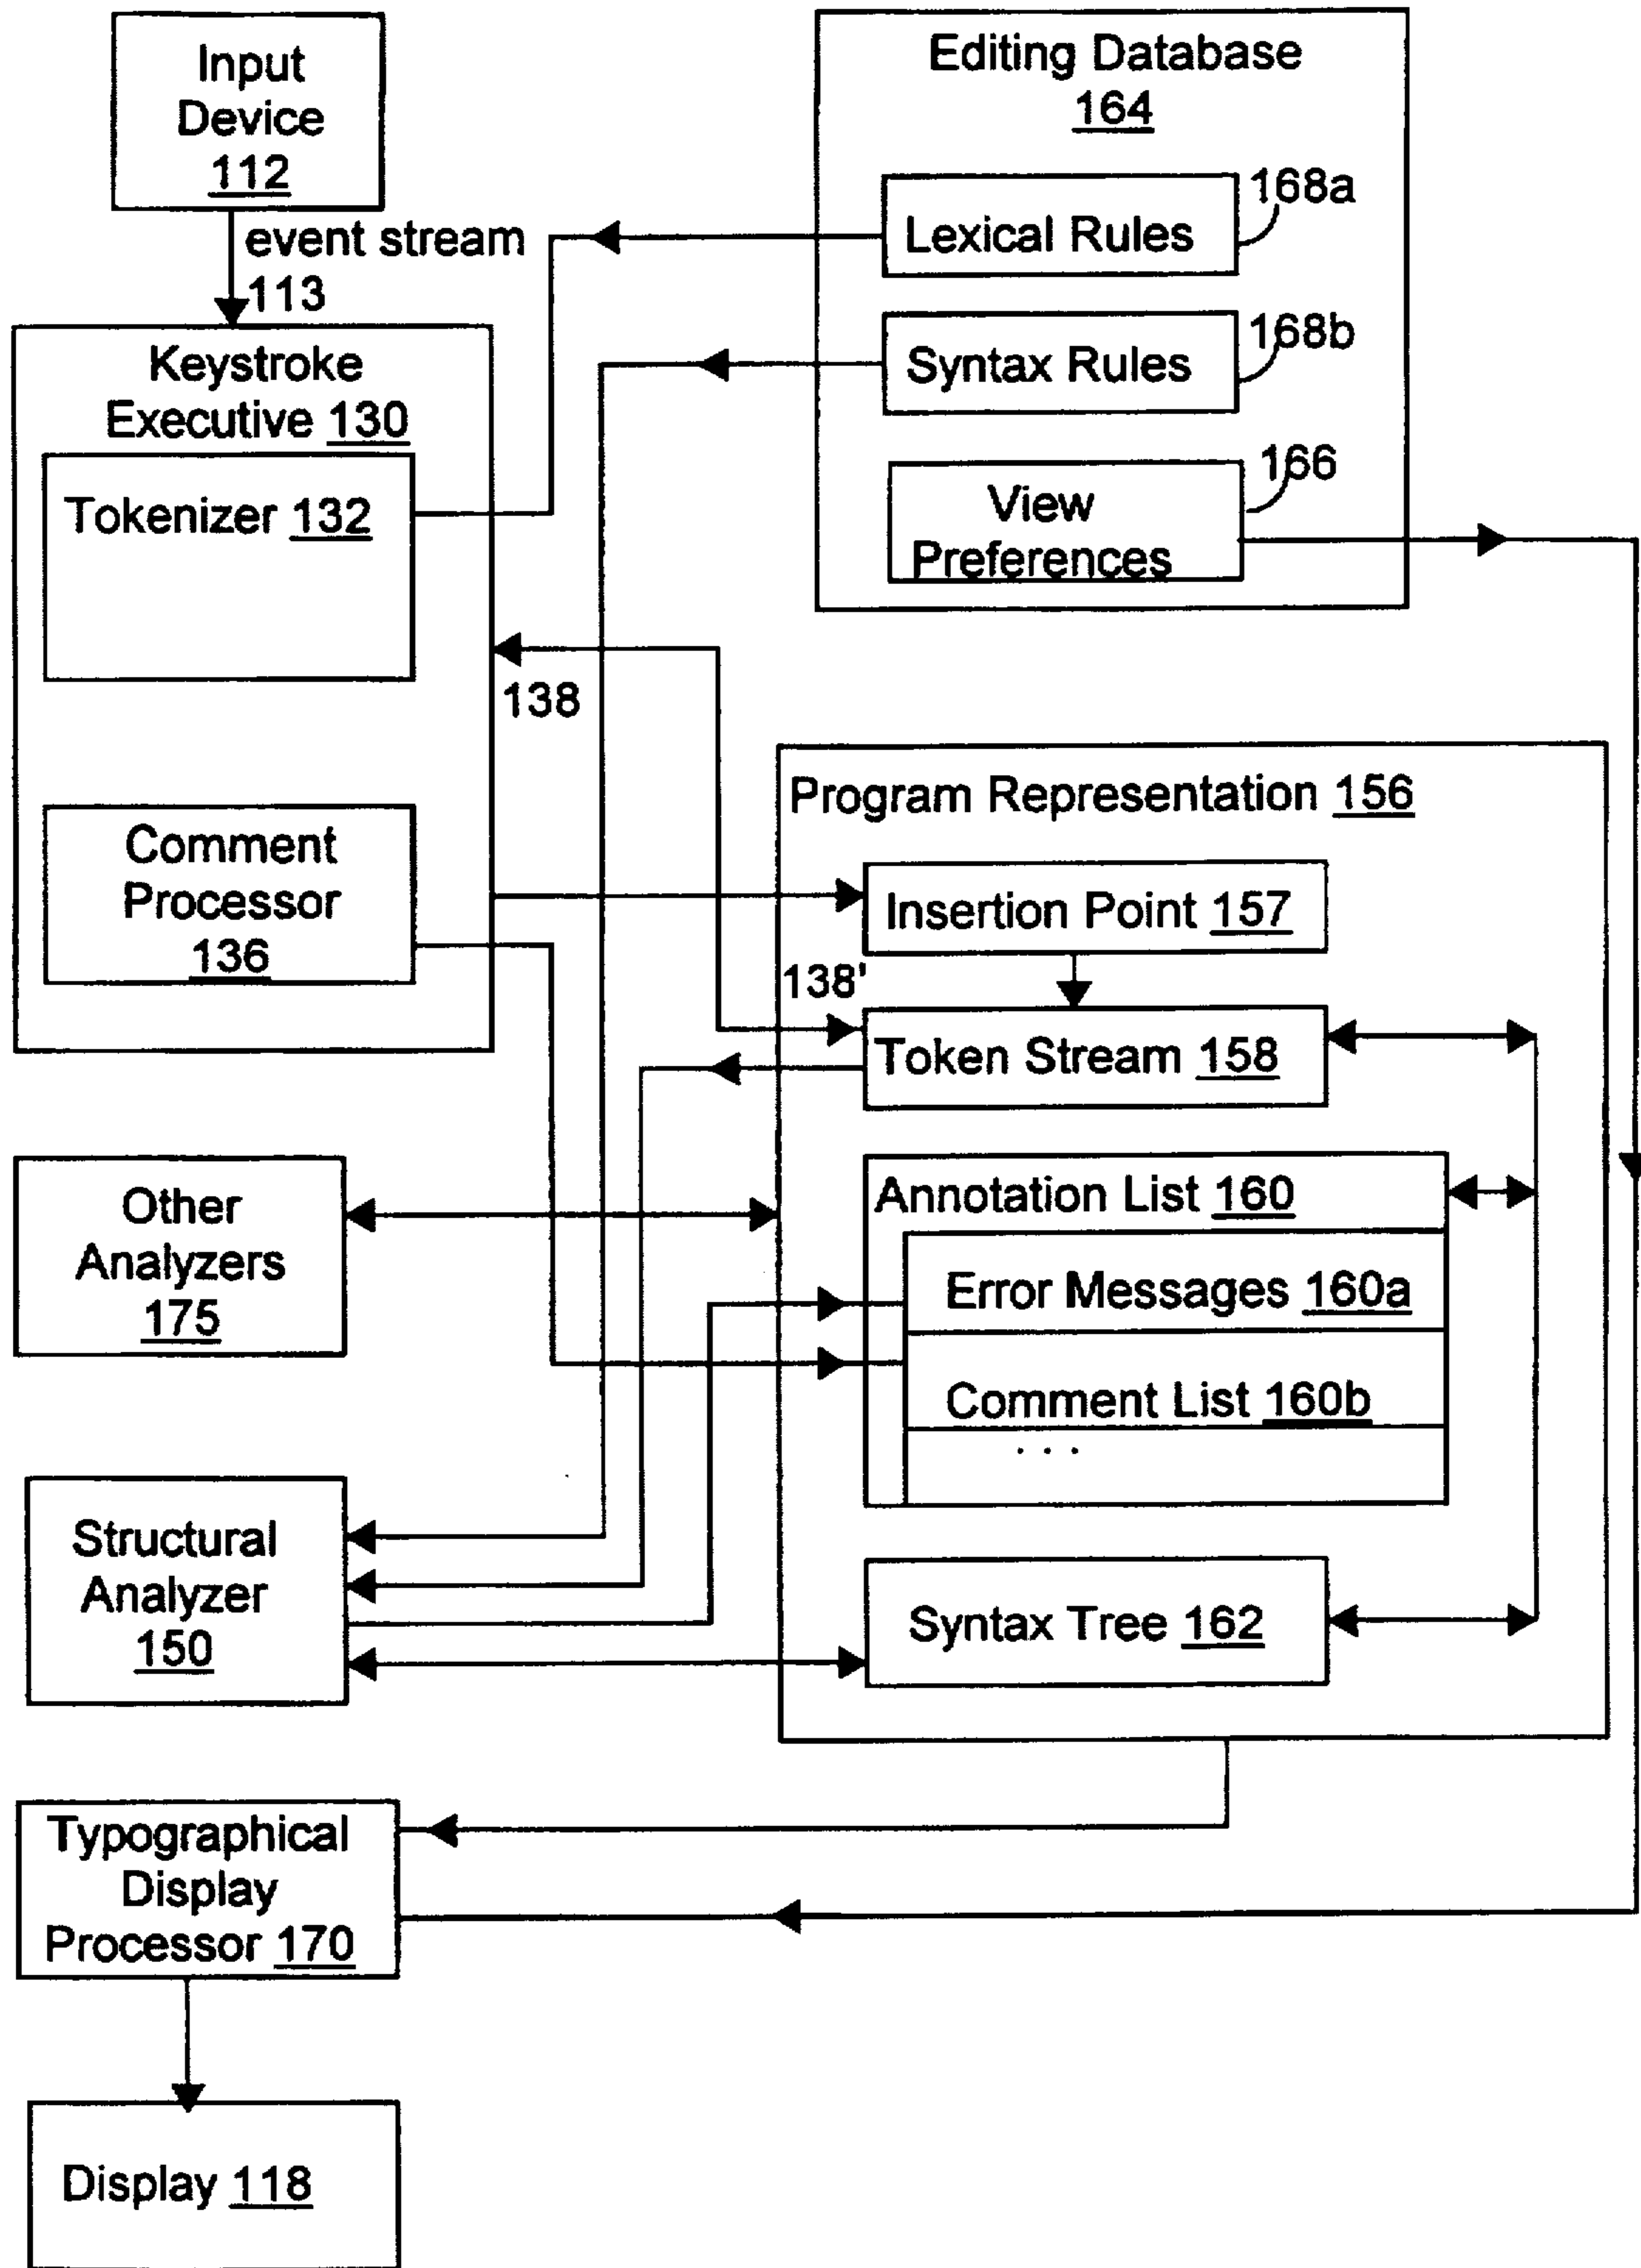 Input
Device
112
event stream
113
Keystroke
Executive 130
Tokenizer 132
138
Comment
Processor
136
Editing Database
164
Lexical Rules
168a
Syntax Rules
168b
View
Preferences
166
Program Representation 156
Insertion Point 157
138'
Token Stream 158
Annotation List 160
Error Messages 160a
Comment List 160b
. . .
Syntax Tree 162
Other
Analyzers
175
Structural
Analyzer
150
Typographical
Display
Processor 170
Display 118